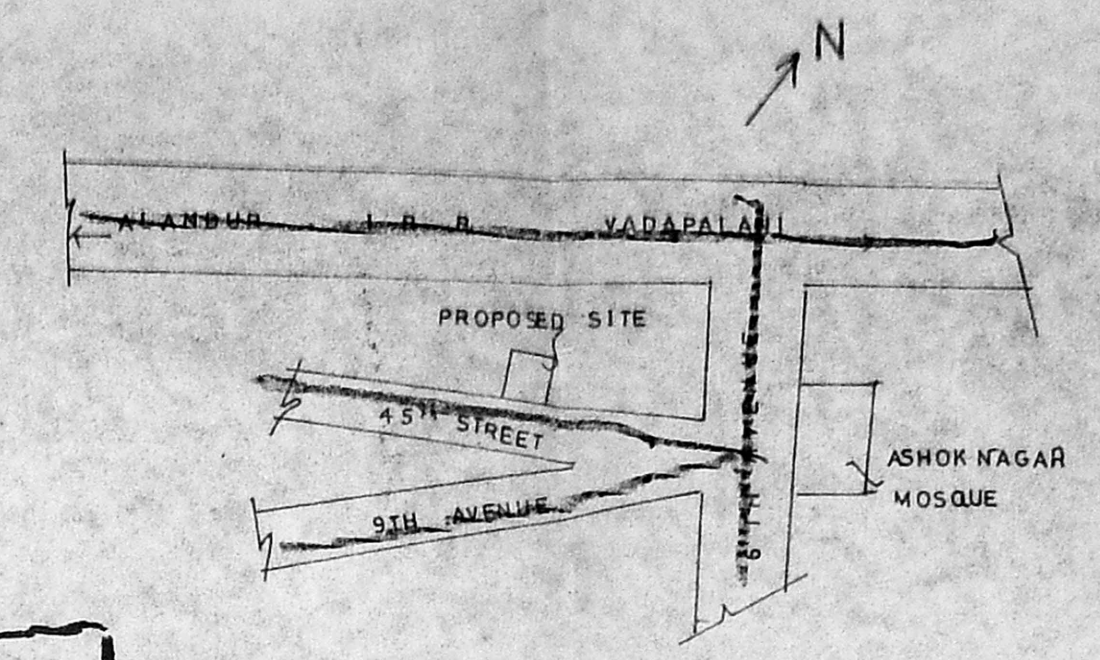 N
ALANDUR I R R VADAPALANI
PROPOSED SITE
45TH STREET
9TH AVENUE
ASHOK NAGAR
MOSQUE